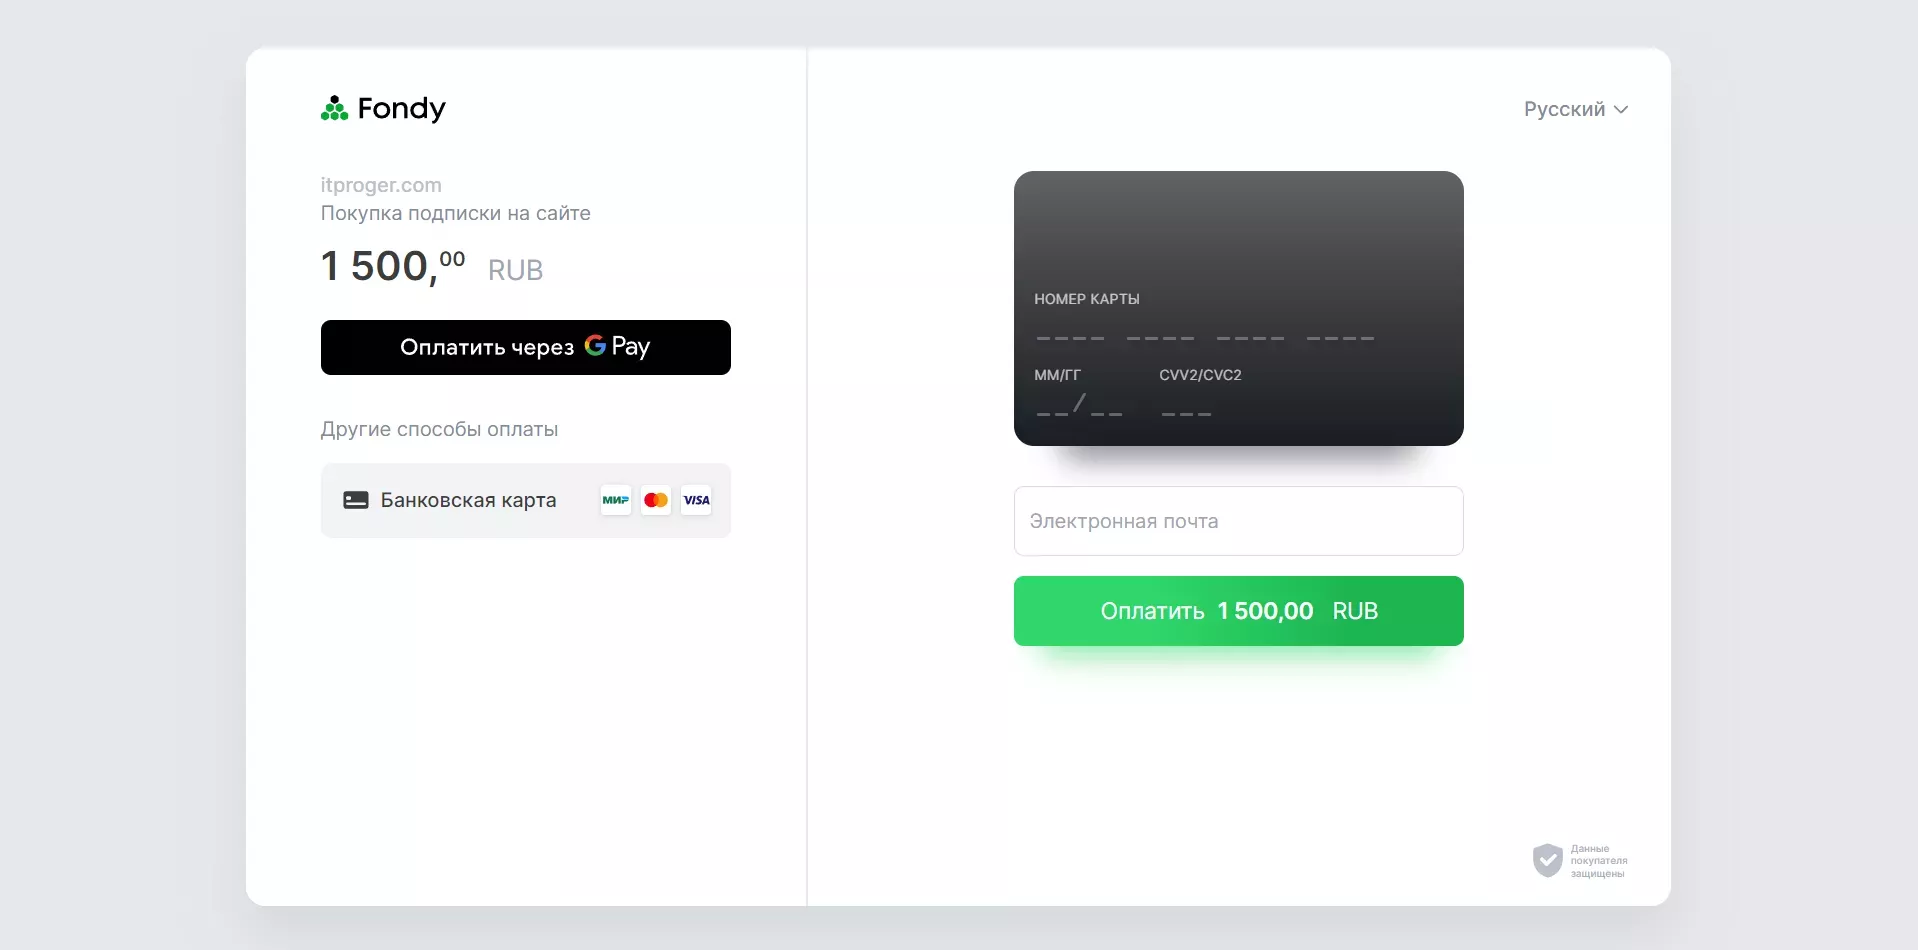 Fondy
itproger.com
Покупка подписки на сайте
1 500,00 RUB
Оплатить через G Pay
Другие способы оплаты
Банковская карта МИР VISA
Русский
НОМЕР КАРТЫ
ММ/ГГ CVV2/CVC2
Электронная почта
Оплатить 1 500,00 RUB
Данные
покупателя
защищены